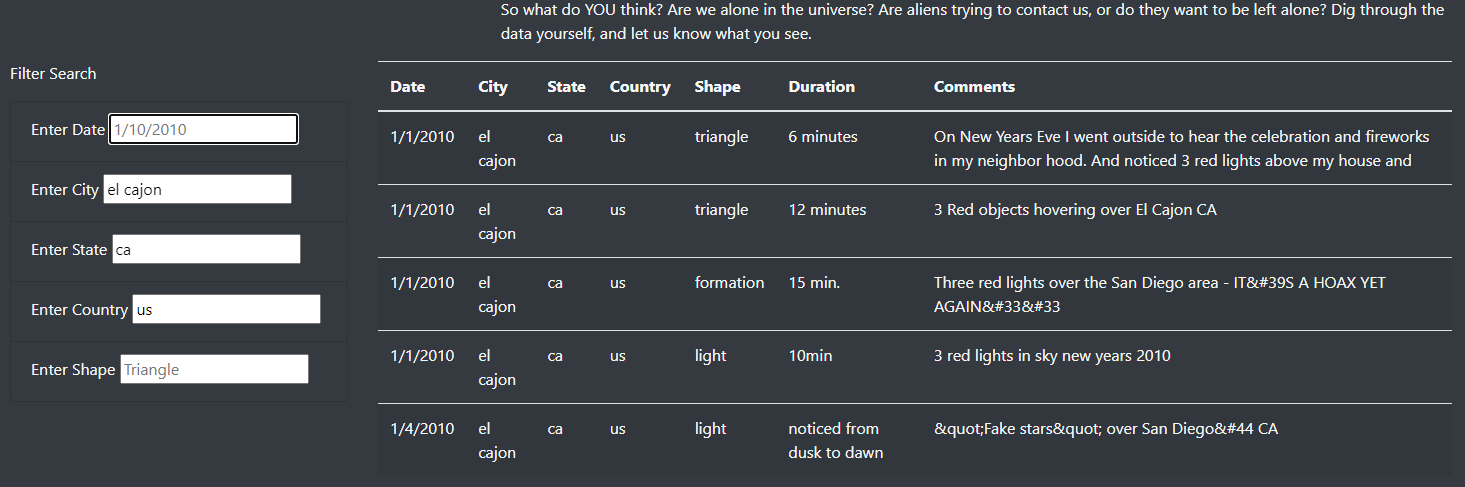 So what do YOU think? Are we alone in the universe? Are aliens trying to contact us, or do they want to be left alone? Dig through the
data yourself, and let us know what you see.
Filter Search
Enter Date 1/10/2010
Enter City el cajon
Enter State ca
Enter Country us
Enter Shape Triangle
Date City State Country Shape Duration Comments
1/1/2010 el ca us triangle 6 minutes On New Years Eve I went outside to hear the celebration and fireworks
cajon in my neighbor hood. And noticed 3 red lights above my house and
1/1/2010 el ca us triangle 12 minutes 3 Red objects hovering over El Cajon CA
cajon
1/1/2010 el ca us formation 15 min. Three red lights over the San Diego area - IT&#39S A HOAX YET
cajon AGAIN&#33&#33
1/1/2010 el ca us light 10min 3 red lights in sky new years 2010
cajon
1/4/2010 el ca us light noticed from &quot;Fake stars&quot; over San Diego&#44 CA
cajon dusk to dawn